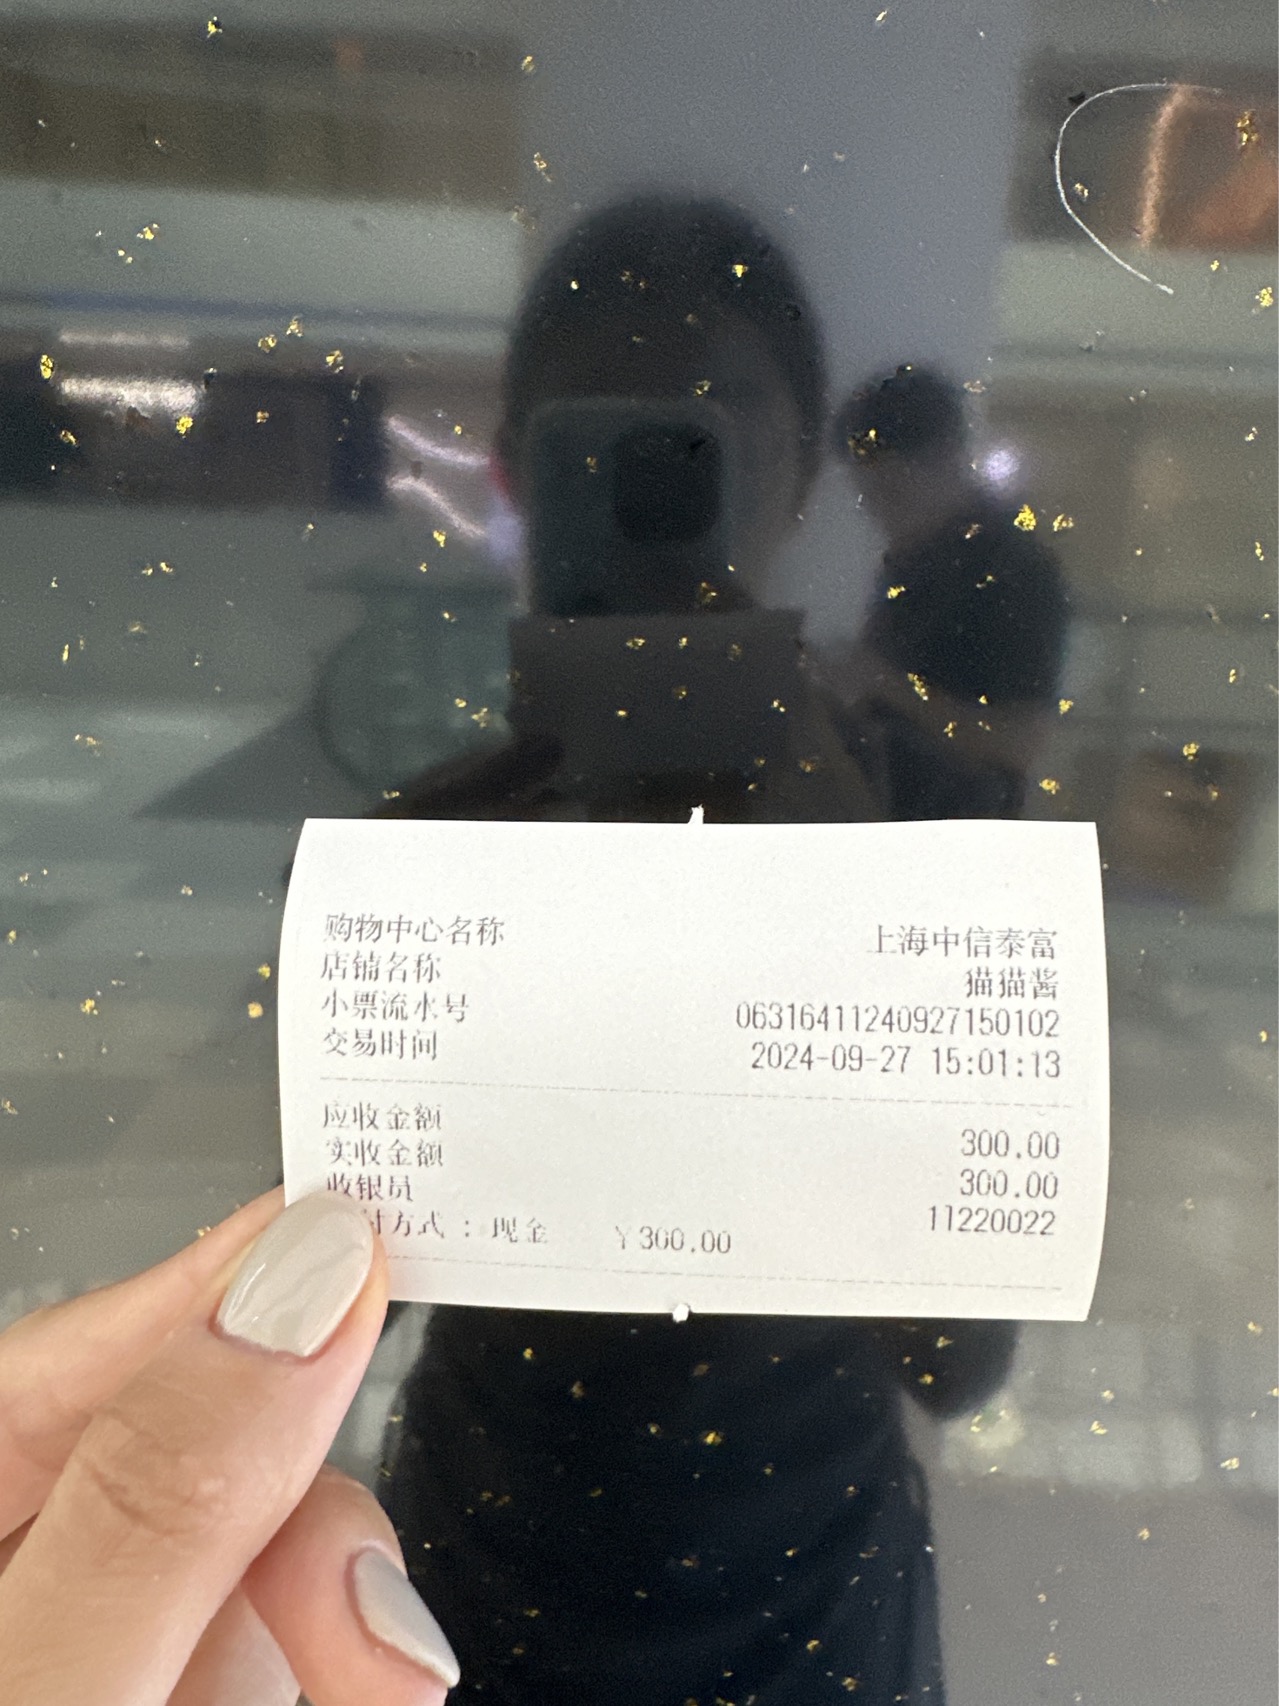 购物中心名称 上海中信泰富
店铺名称 猫猫酱
小票流水号 06316411240927150102
交易时间 2024-09-27 15:01:13
应收金额 300.00
实收金额 300.00
收银员 11220022
付方式 : 现金 ¥300.00